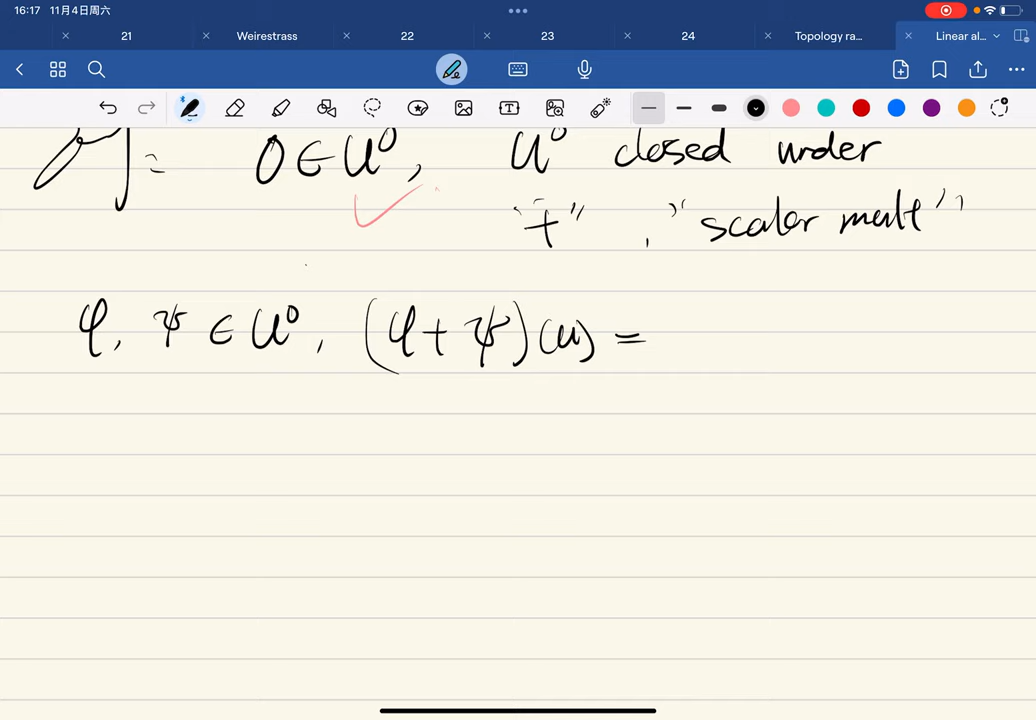 16:17 11月4日周六
21 Weirestrass 22 23 24 Topology ra... Linear al...
0 ∈ U⁰, U⁰ closed under
"+", "scalar mult"
φ, ψ ∈ U⁰, (φ + ψ)(u) =